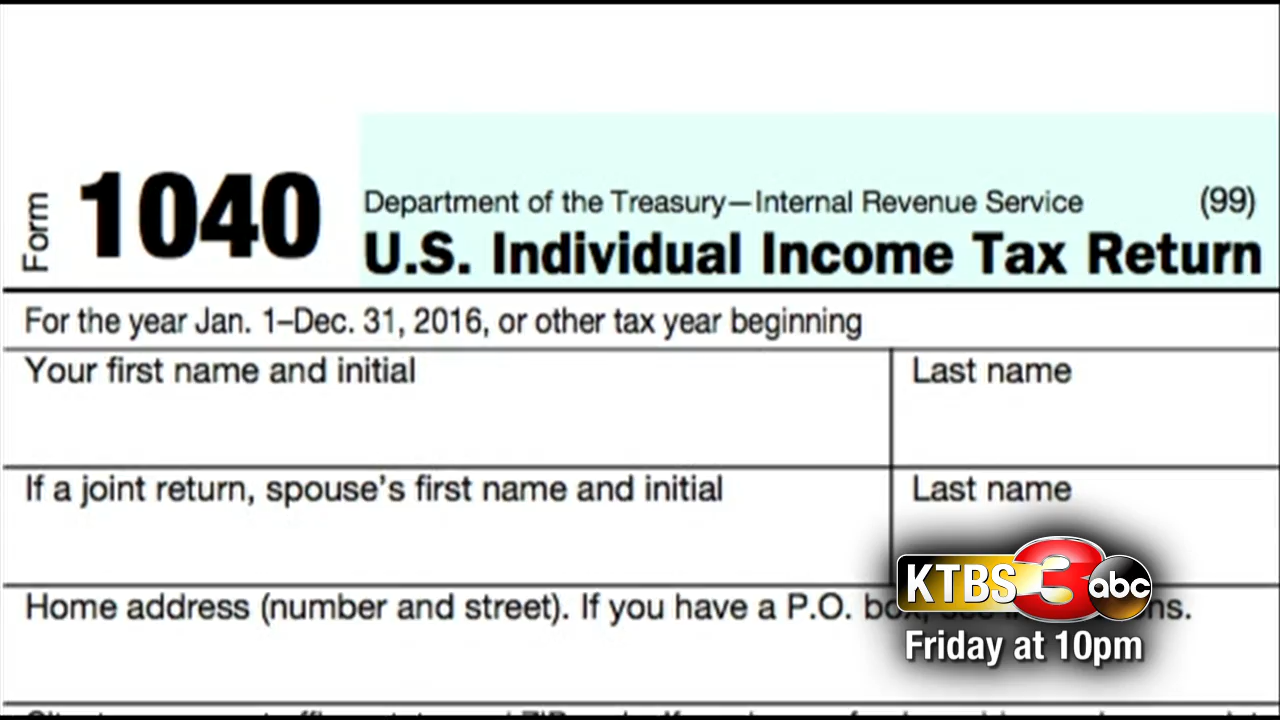 Form 1040
Department of the Treasury—Internal Revenue Service (99)
U.S. Individual Income Tax Return
For the year Jan. 1–Dec. 31, 2016, or other tax year beginning
Your first name and initial
Last name
If a joint return, spouse's first name and initial
Last name
Home address (number and street). If you have a P.O. box,
KTBS 3 abc
Friday at 10pm